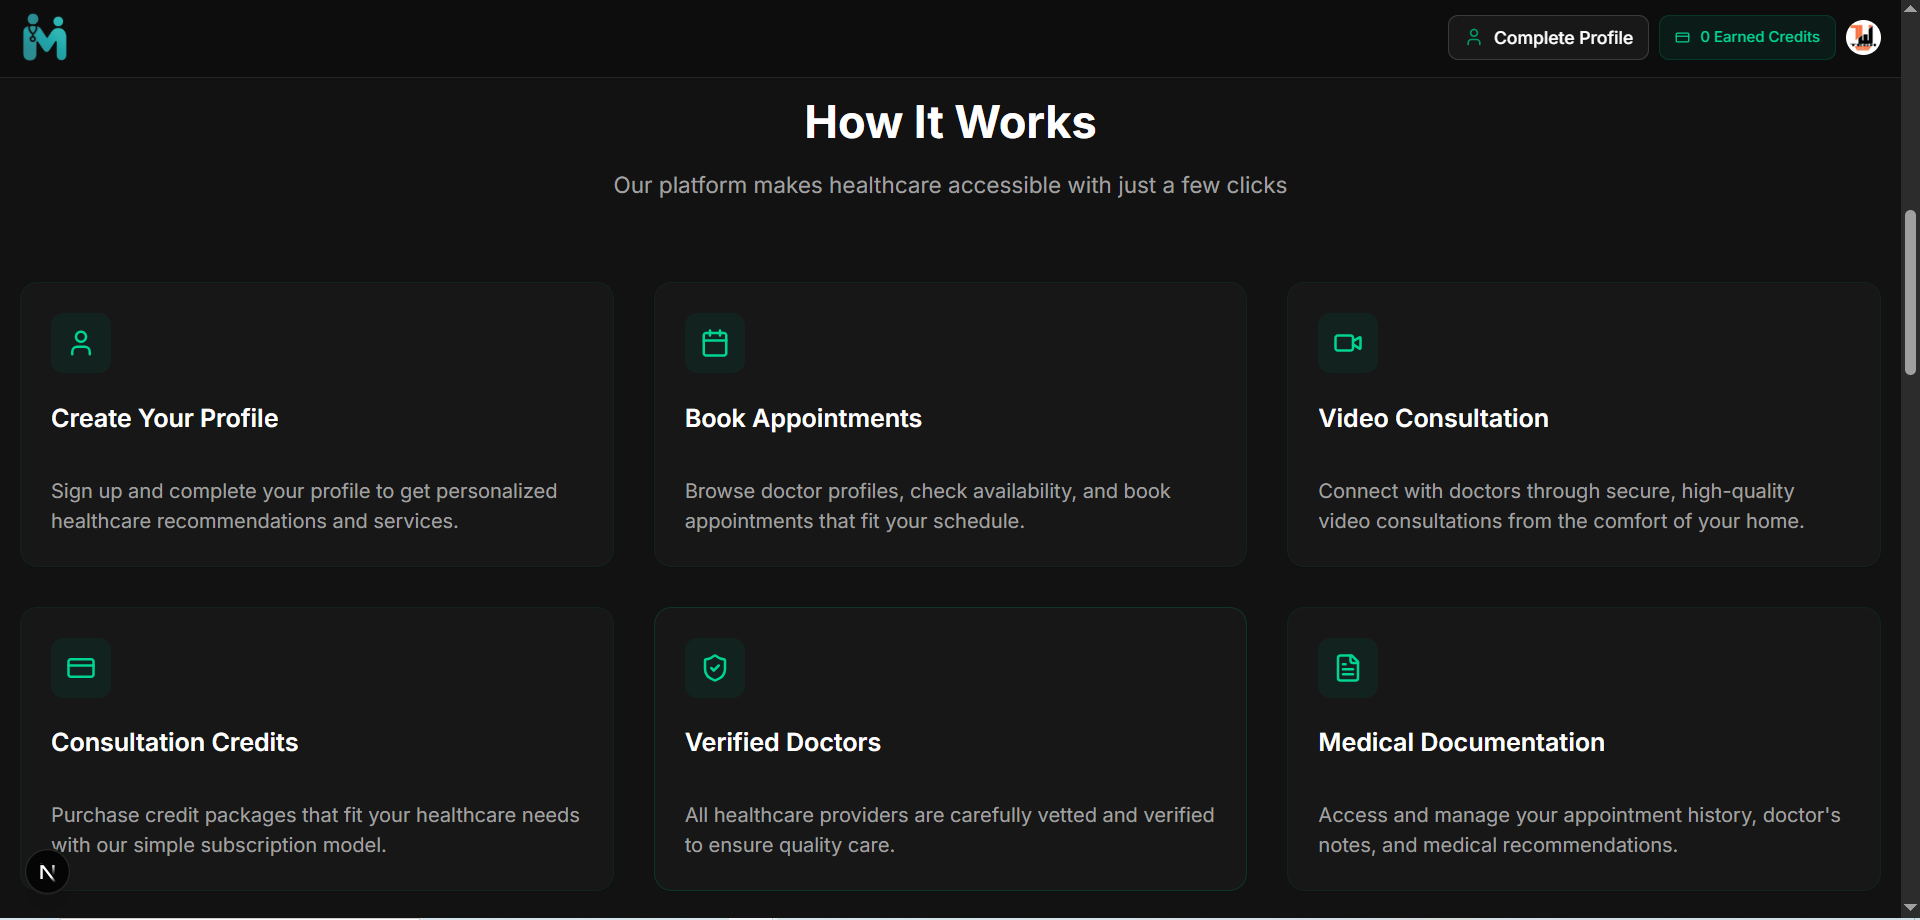 Complete Profile
0 Earned Credits
How It Works
Our platform makes healthcare accessible with just a few clicks
Create Your Profile
Sign up and complete your profile to get personalized
healthcare recommendations and services.
Book Appointments
Browse doctor profiles, check availability, and book
appointments that fit your schedule.
Video Consultation
Connect with doctors through secure, high-quality
video consultations from the comfort of your home.
Consultation Credits
Purchase credit packages that fit your healthcare needs
with our simple subscription model.
Verified Doctors
All healthcare providers are carefully vetted and verified
to ensure quality care.
Medical Documentation
Access and manage your appointment history, doctor's
notes, and medical recommendations.
N